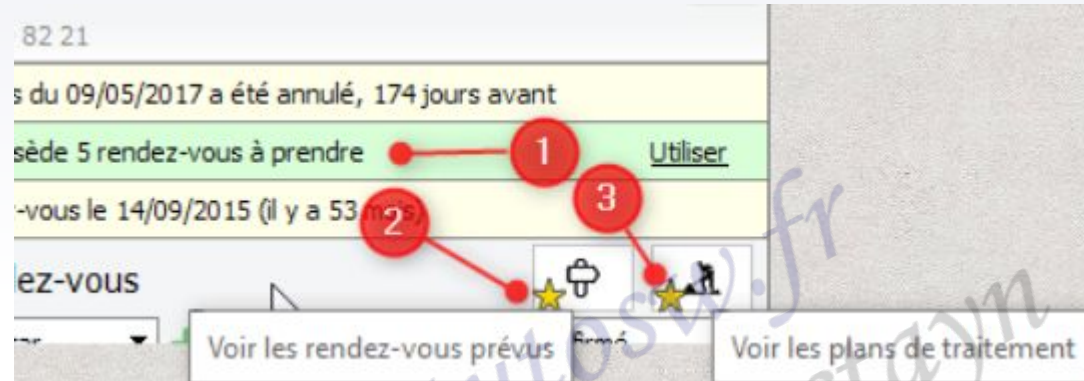 82 21
s du 09/05/2017 a été annulé, 174 jours avant
sède 5 rendez-vous à prendre
1
Utiliser
3
-vous le 14/09/2015 (il y a 53
2
ez-vous
Voir les rendez-vous prévus
Voir les plans de traitement